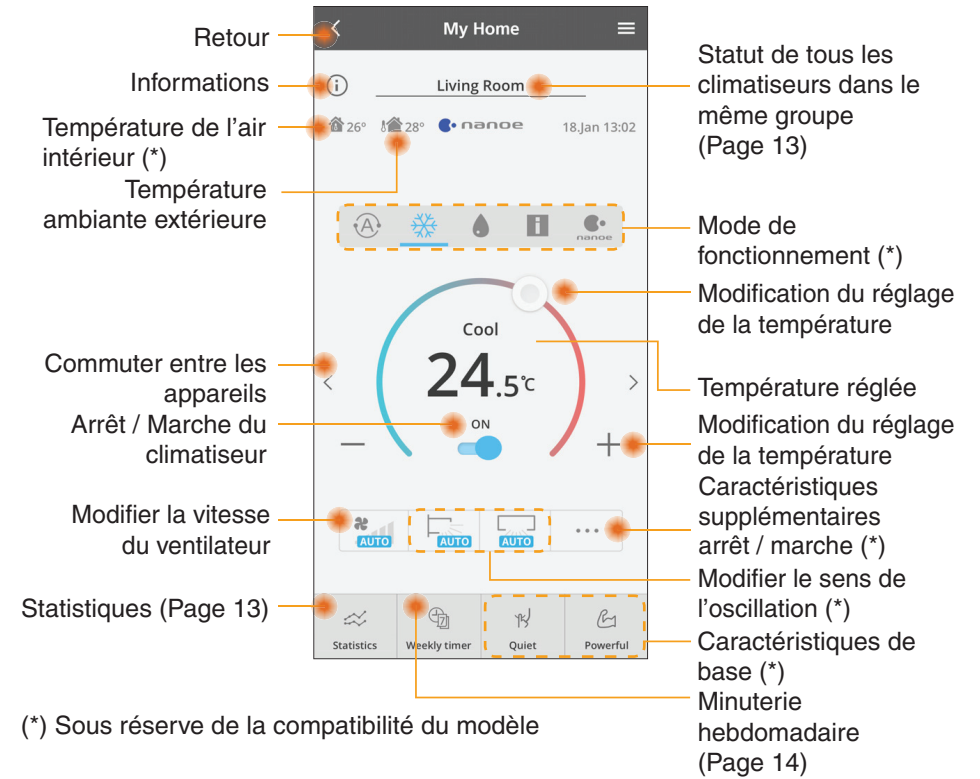 Retour
Informations
Température de l'air
intérieur (*)
Température
ambiante extérieure
Commuter entre les
appareils
Arrêt / Marche du
climatiseur
Modifier la vitesse
du ventilateur
Statistiques (Page 13)
My Home
Living Room
26° 28° nanoe 18.Jan 13:02
A
nanoe
Cool
24.5°C
ON
AUTO AUTO AUTO
7
Statistics Weekly timer Quiet Powerful
Statut de tous les
climatiseurs dans le
même groupe
(Page 13)
Mode de
fonctionnement (*)
Modification du réglage
de la température
Température réglée
Modification du réglage
de la température
Caractéristiques
supplémentaires
arrêt / marche (*)
Modifier le sens de
l'oscillation (*)
Caractéristiques de
base (*)
Minuterie
hebdomadaire
(Page 14)
(*) Sous réserve de la compatibilité du modèle